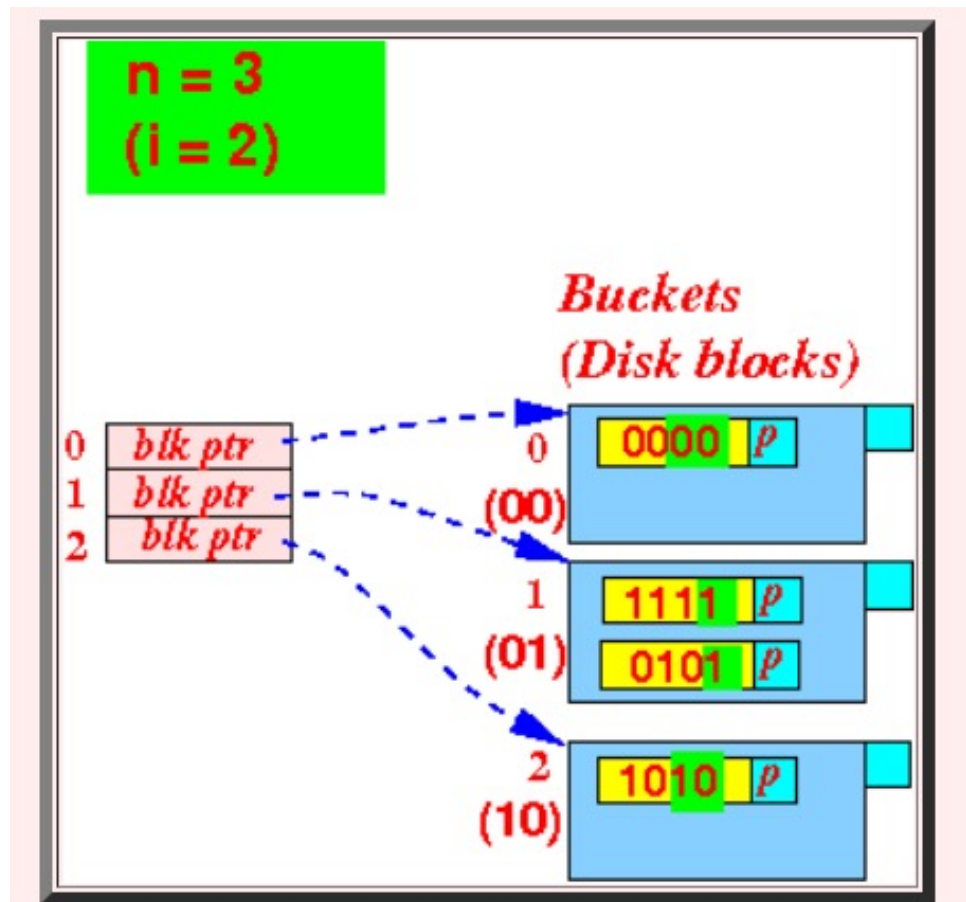 n = 3
(i = 2)
Buckets
(Disk blocks)
0 blk ptr
1 blk ptr
2 blk ptr
0
(00)
0000 p
1
(01)
1111 p
0101 p
2
(10)
1010 p